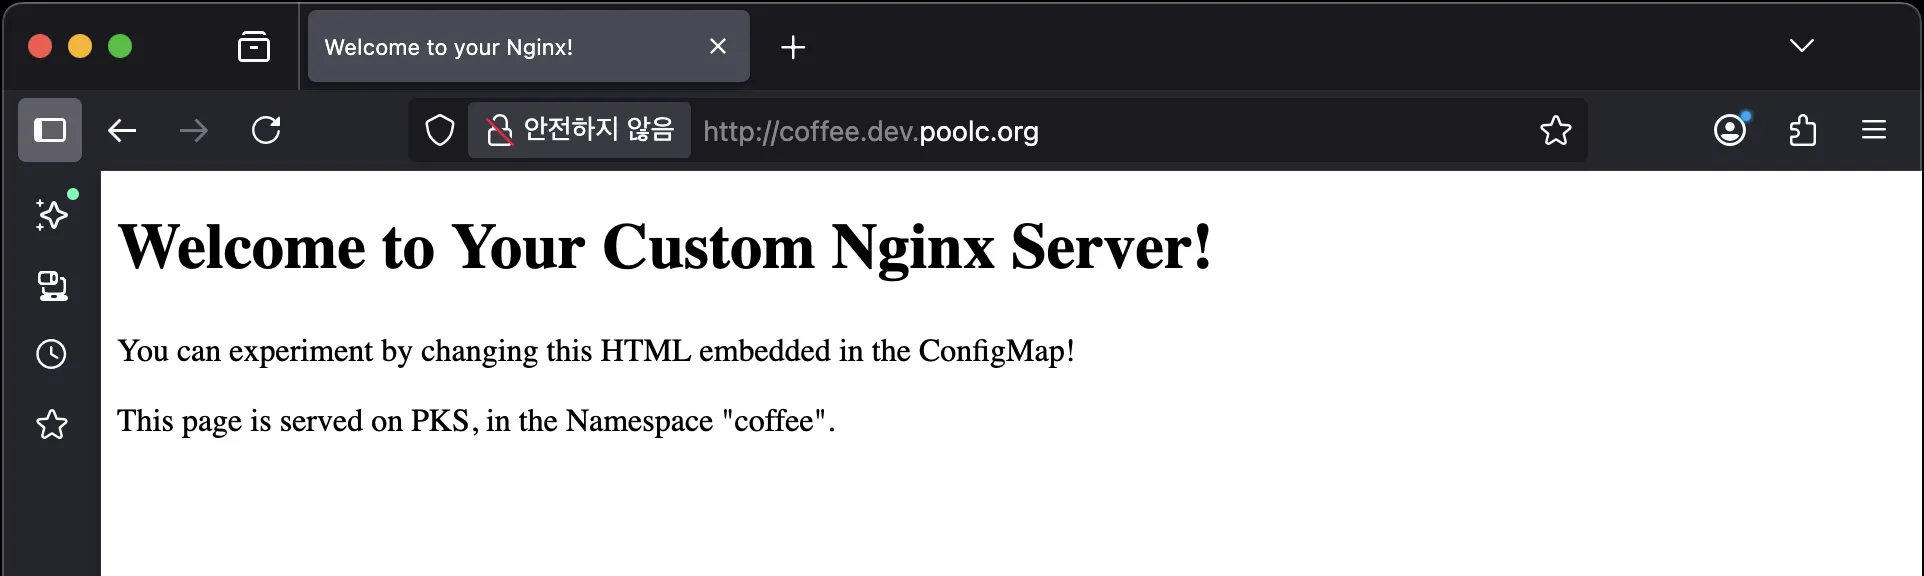 Welcome to your Nginx!
안전하지 않음 http://coffee.dev.poolc.org
Welcome to Your Custom Nginx Server!
You can experiment by changing this HTML embedded in the ConfigMap!
This page is served on PKS, in the Namespace "coffee".